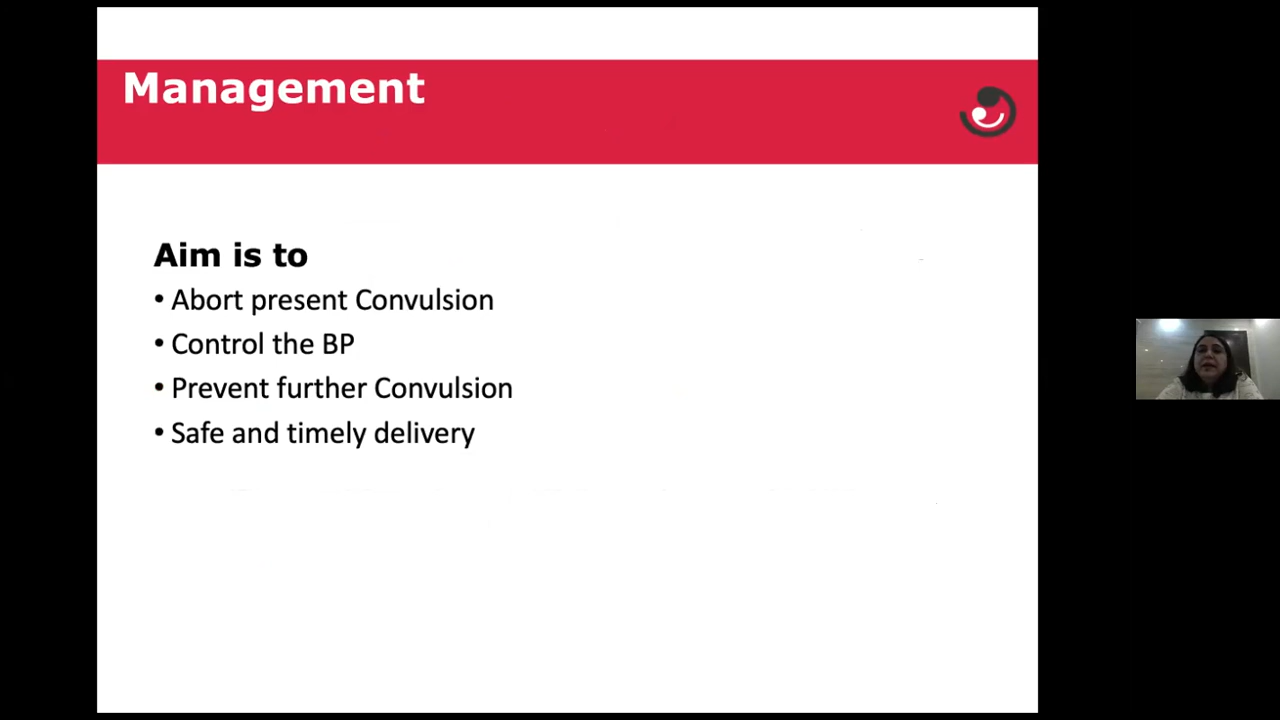 Management
Aim is to
• Abort present Convulsion
• Control the BP
• Prevent further Convulsion
• Safe and timely delivery